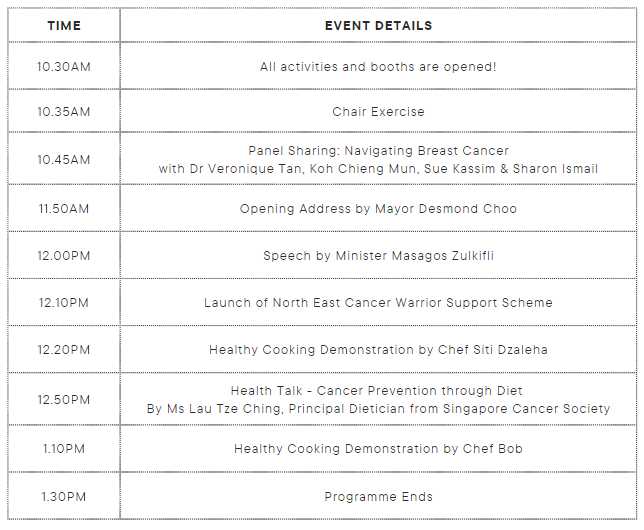 TIME EVENT DETAILS
10.30AM All activities and booths are opened!
10.35AM Chair Exercise
10.45AM Panel Sharing: Navigating Breast Cancer
with Dr Veronique Tan, Koh Chieng Mun, Sue Kassim & Sharon Ismail
11.50AM Opening Address by Mayor Desmond Choo
12.00PM Speech by Minister Masagos Zulkifli
12.10PM Launch of North East Cancer Warrior Support Scheme
12.20PM Healthy Cooking Demonstration by Chef Siti Dzaleha
12.50PM Health Talk - Cancer Prevention through Diet
By Ms Lau Tze Ching, Principal Dietician from Singapore Cancer Society
1.10PM Healthy Cooking Demonstration by Chef Bob
1.30PM Programme Ends